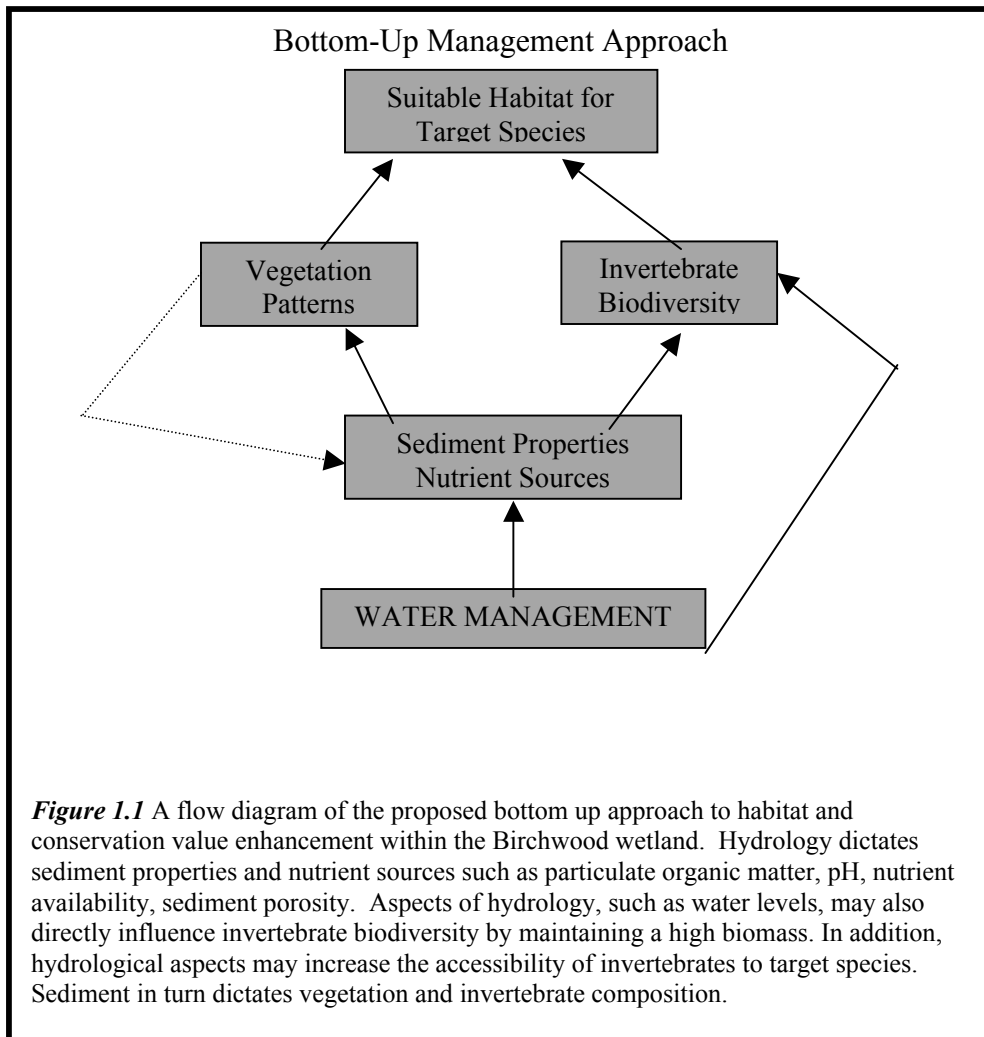 Bottom-Up Management Approach
Suitable Habitat for
Target Species
Vegetation
Patterns
Invertebrate
Biodiversity
Sediment Properties
Nutrient Sources
WATER MANAGEMENT
Figure 1.1 A flow diagram of the proposed bottom up approach to habitat and
conservation value enhancement within the Birchwood wetland. Hydrology dictates
sediment properties and nutrient sources such as particulate organic matter, pH, nutrient
availability, sediment porosity. Aspects of hydrology, such as water levels, may also
directly influence invertebrate biodiversity by maintaining a high biomass. In addition,
hydrological aspects may increase the accessibility of invertebrates to target species.
Sediment in turn dictates vegetation and invertebrate composition.